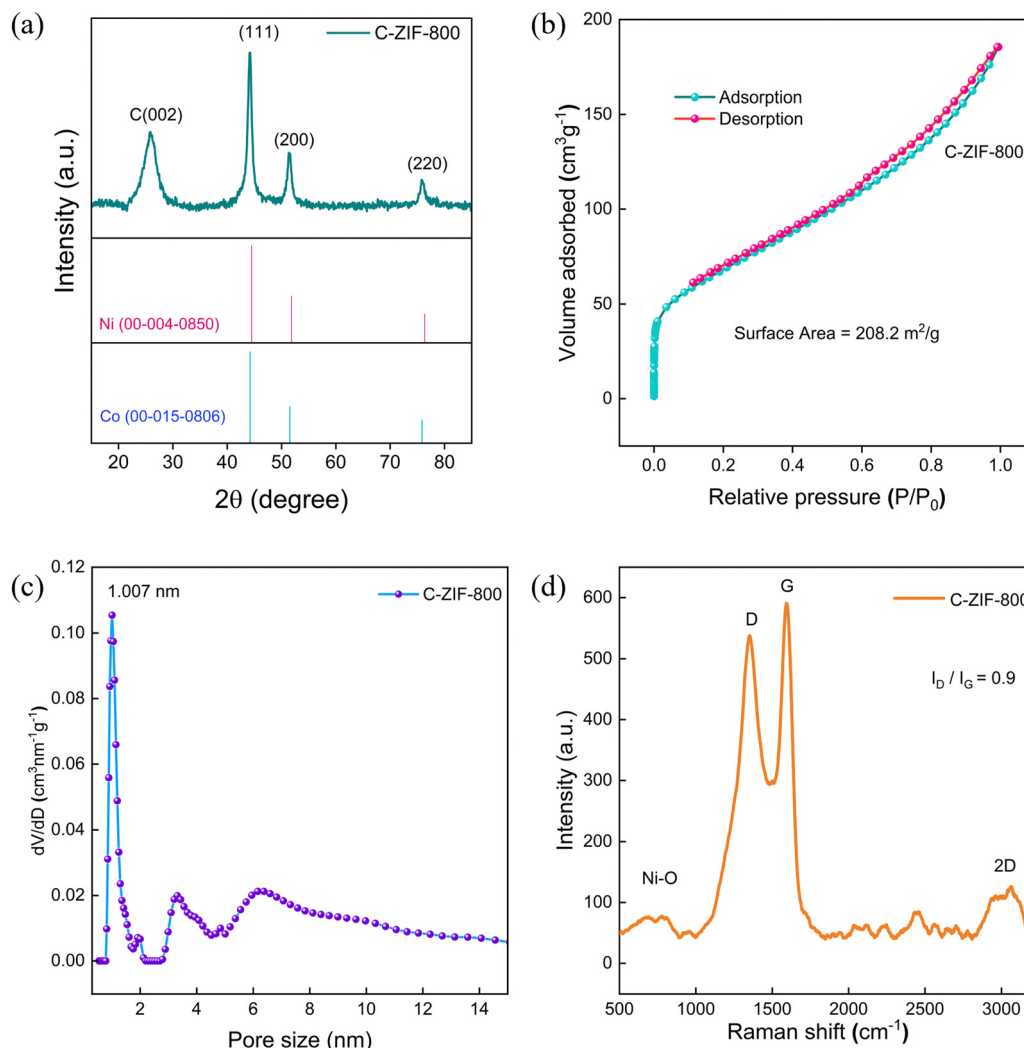 (a)
C-ZIF-800
(111)
C(002)
(200)
(220)
Intensity (a.u.)
Ni (00-004-0850)
Co (00-015-0806)
20 30 40 50 60 70 80
2θ (degree)
(b)
200
150
100
50
0
Adsorption
Desorption
C-ZIF-800
Surface Area = 208.2 m²/g
Volume adsorbed (cm³g⁻¹)
0.0 0.2 0.4 0.6 0.8 1.0
Relative pressure (P/P₀)
(c)
0.12
0.10
0.08
0.06
0.04
0.02
0.00
1.007 nm
C-ZIF-800
dV/dD (cm³nm⁻¹g⁻¹)
2 4 6 8 10 12 14
Pore size (nm)
(d)
600
500
400
300
200
100
0
G
D
C-ZIF-800
I_D / I_G = 0.9
Ni-O
2D
Intensity (a.u.)
500 1000 1500 2000 2500 3000
Raman shift (cm⁻¹)